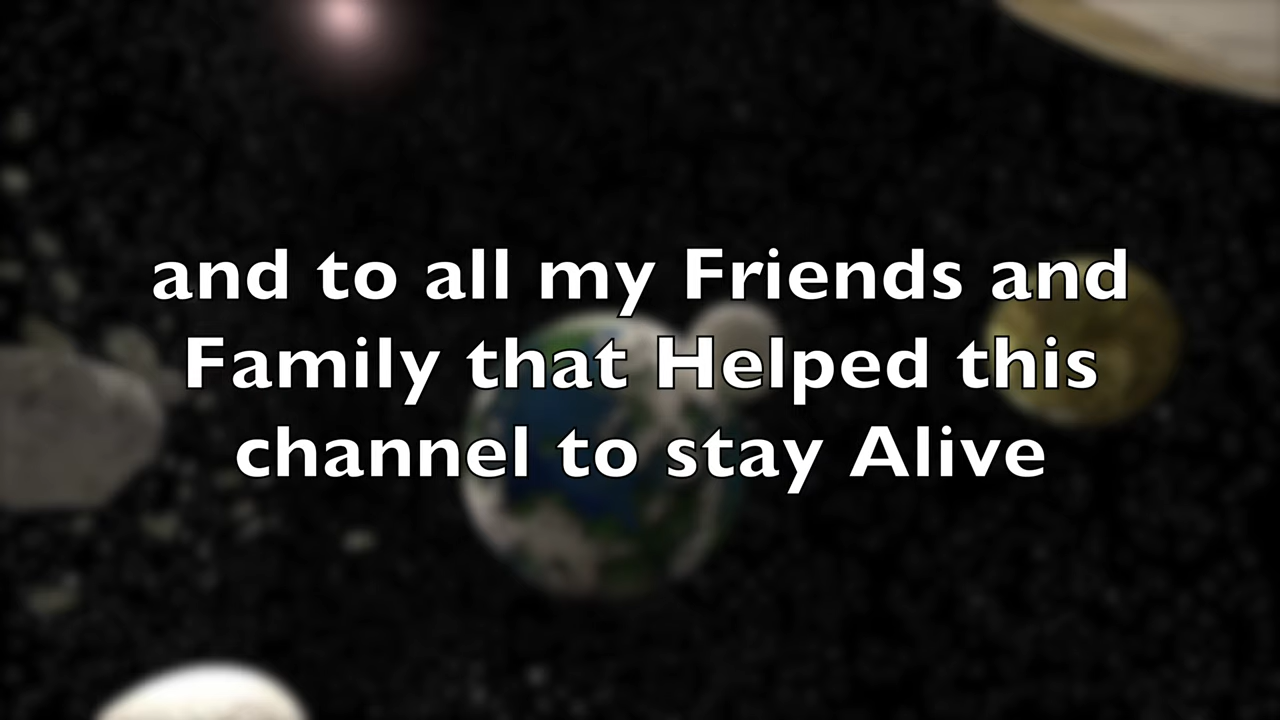 and to all my Friends and
Family that Helped this
channel to stay Alive